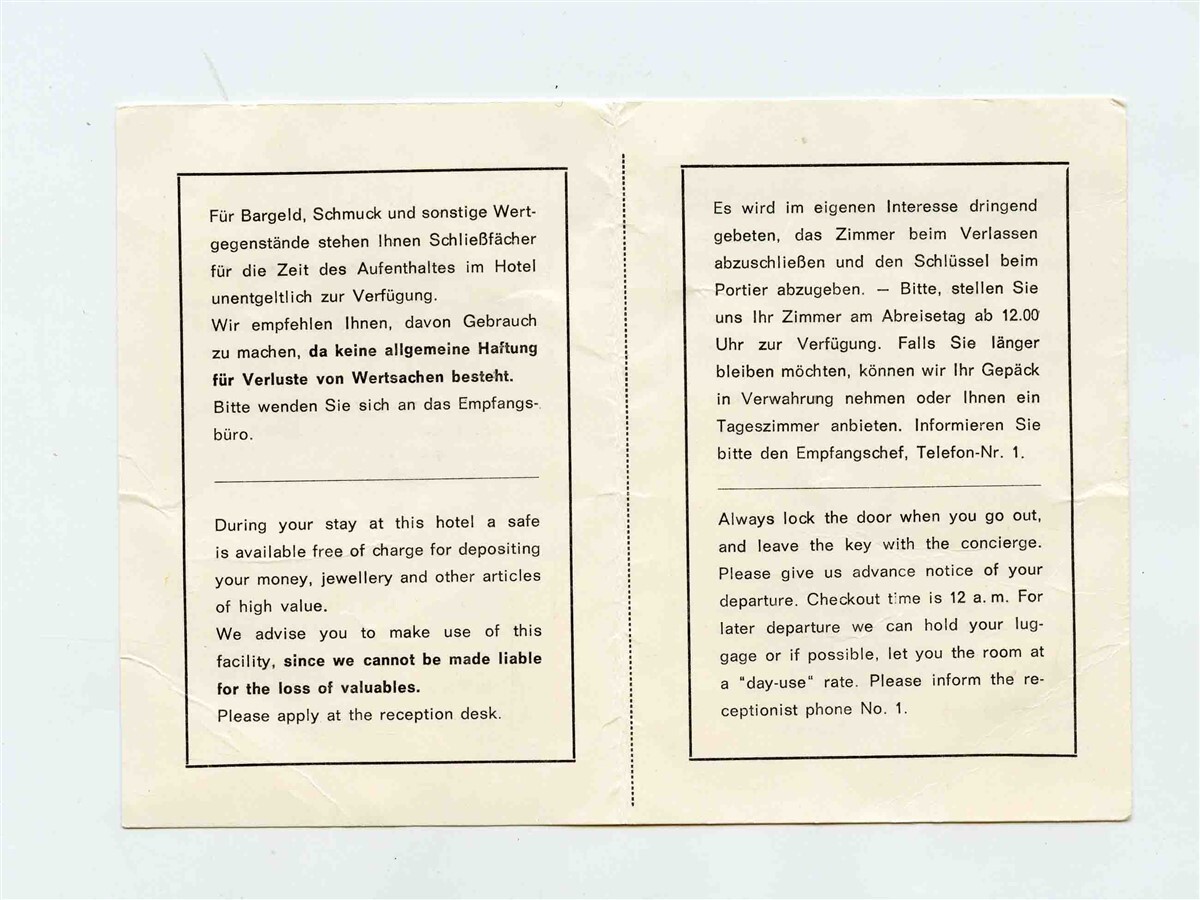 Für Bargeld, Schmuck und sonstige Wert-
gegenstände stehen Ihnen Schließfächer
für die Zeit des Aufenthaltes im Hotel
unentgeltlich zur Verfügung.
Wir empfehlen Ihnen, davon Gebrauch
zu machen, da keine allgemeine Haftung
für Verluste von Wertsachen besteht.
Bitte wenden Sie sich an das Empfangs-
büro.
During your stay at this hotel a safe
is available free of charge for depositing
your money, jewellery and other articles
of high value.
We advise you to make use of this
facility, since we cannot be made liable
for the loss of valuables.
Please apply at the reception desk.
Es wird im eigenen Interesse dringend
gebeten, das Zimmer beim Verlassen
abzuschließen und den Schlüssel beim
Portier abzugeben. — Bitte, stellen Sie
uns Ihr Zimmer am Abreisetag ab 12.00
Uhr zur Verfügung. Falls Sie länger
bleiben möchten, können wir Ihr Gepäck
in Verwahrung nehmen oder Ihnen ein
Tageszimmer anbieten. Informieren Sie
bitte den Empfangschef, Telefon-Nr. 1.
Always lock the door when you go out,
and leave the key with the concierge.
Please give us advance notice of your
departure. Checkout time is 12 a. m. For
later departure we can hold your lug-
gage or if possible, let you the room at
a "day-use" rate. Please inform the re-
ceptionist phone No. 1.